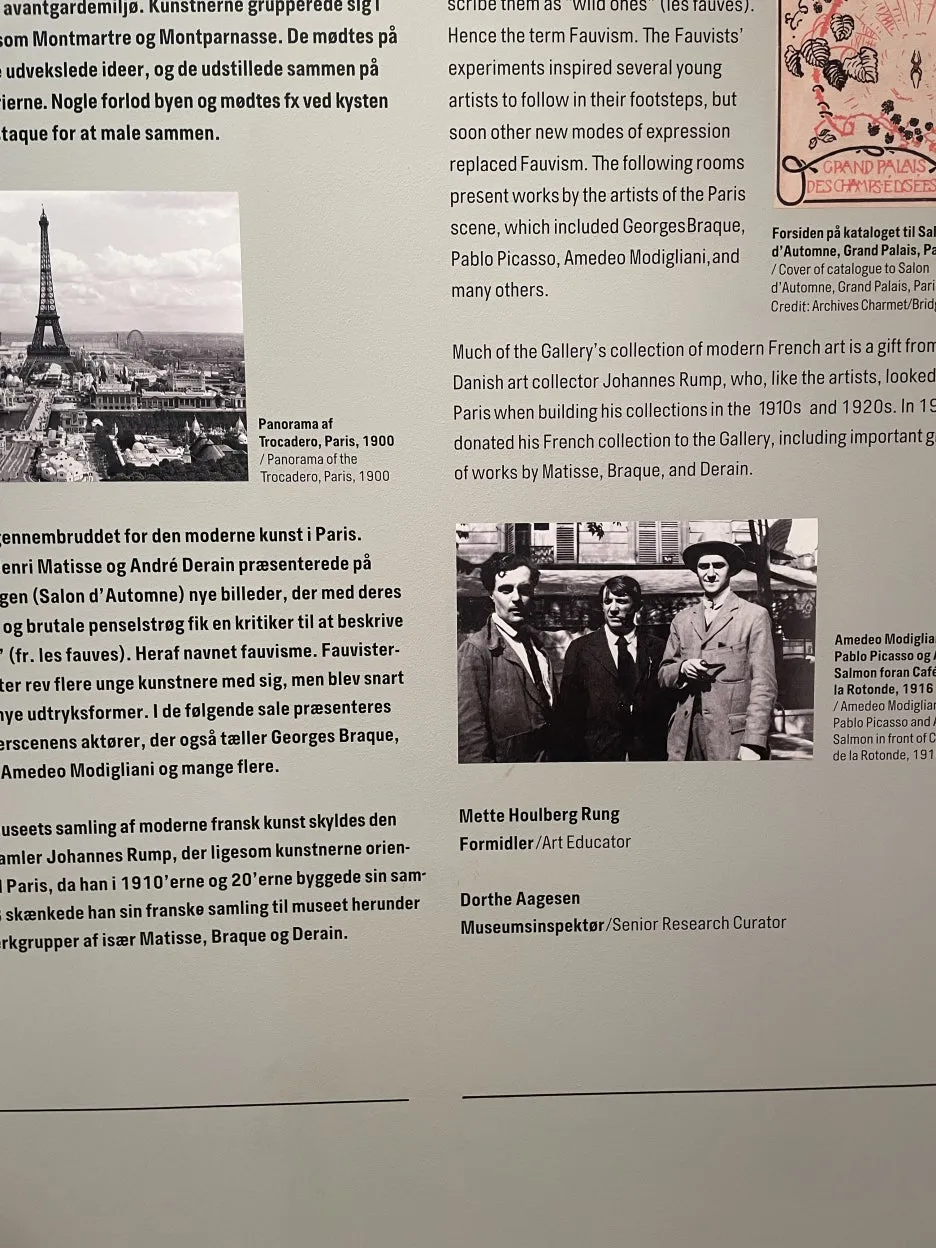 avantgardemiljø. Kunstnerne grupperede sig i
som Montmartre og Montparnasse. De mødtes på
udvekslede ideer, og de udstillede sammen på
rierne. Nogle forlod byen og mødtes fx ved kysten
taque for at male sammen.
Panorama af
Trocadero, Paris, 1900
/ Panorama of the
Trocadero, Paris, 1900
gennembruddet for den moderne kunst i Paris.
enri Matisse og André Derain præsenterede på
gen (Salon d'Automne) nye billeder, der med deres
og brutale penselstrøg fik en kritiker til at beskrive
" (fr. les fauves). Heraf navnet fauvisme. Fauvister-
ter rev flere unge kunstnere med sig, men blev snart
nye udtryksformer. I de følgende sale præsenteres
erscenens aktører, der også tæller Georges Braque,
Amedeo Modigliani og mange flere.
useets samling af moderne fransk kunst skyldes den
amler Johannes Rump, der ligesom kunstnerne orien-
Paris, da han i 1910'erne og 20'erne byggede sin sam-
skænkede han sin franske samling til museet herunder
erkgrupper af især Matisse, Braque og Derain.
scribe them as "wild ones" (les fauves).
Hence the term Fauvism. The Fauvists'
experiments inspired several young
artists to follow in their footsteps, but
soon other new modes of expression
replaced Fauvism. The following rooms
present works by the artists of the Paris
scene, which included Georges Braque,
Pablo Picasso, Amedeo Modigliani, and
many others.
GRAND PALAIS
DES CHAMPS-ÉLYSÉES
Forsiden på kataloget til Sal
d'Automne, Grand Palais, Pa
/ Cover of catalogue to Salon
d'Automne, Grand Palais, Pari
Credit: Archives Charmet/Bridg
Much of the Gallery's collection of modern French art is a gift from
Danish art collector Johannes Rump, who, like the artists, looked
Paris when building his collections in the 1910s and 1920s. In 19
donated his French collection to the Gallery, including important g
of works by Matisse, Braque, and Derain.
Amedeo Modiglia
Pablo Picasso og A
Salmon foran Café
la Rotonde, 1916
/ Amedeo Modiglian
Pablo Picasso and A
Salmon in front of C
de la Rotonde, 191
Mette Houlberg Rung
Formidler/Art Educator
Dorthe Aagesen
Museumsinspektør/Senior Research Curator